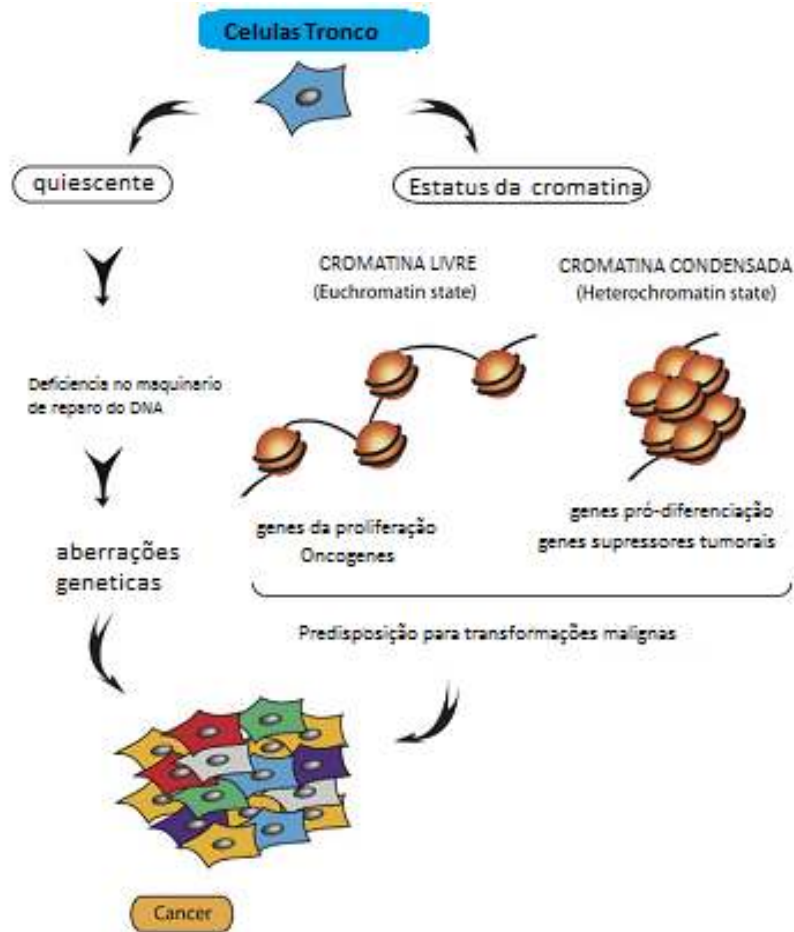 Celulas Tronco
quiescente
Estatus da cromatina
CROMATINA LIVRE
(Euchromatin state)
CROMATINA CONDENSADA
(Heterochromatin state)
Deficiencia no maquinario
de reparo do DNA
genes da proliferação
Oncogenes
genes pró-diferenciação
genes supressores tumorais
aberrações
geneticas
Predisposição para transformações malignas
Cancer